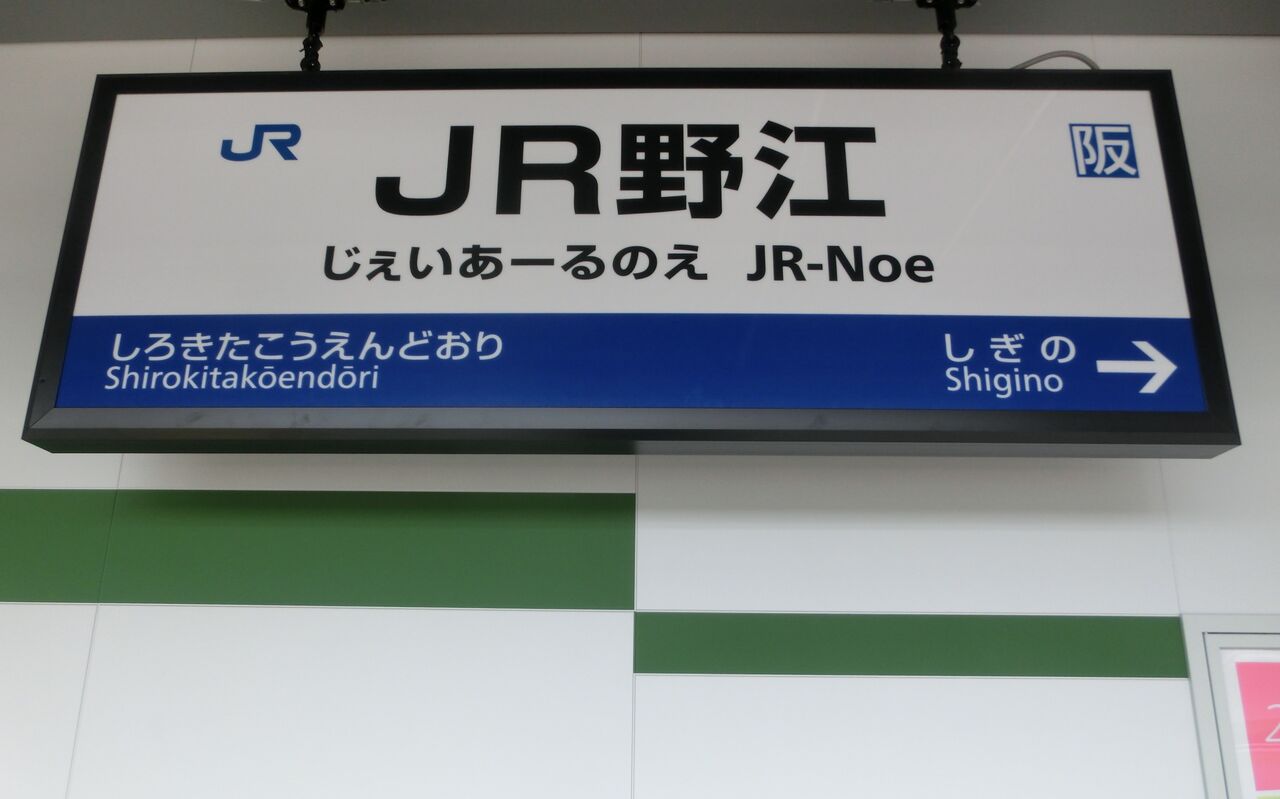 JR JR野江 阪
じぇいあーるのえ JR-Noe
しろきたこうえんどおり しぎの →
Shirokitakōendōri Shigino
2